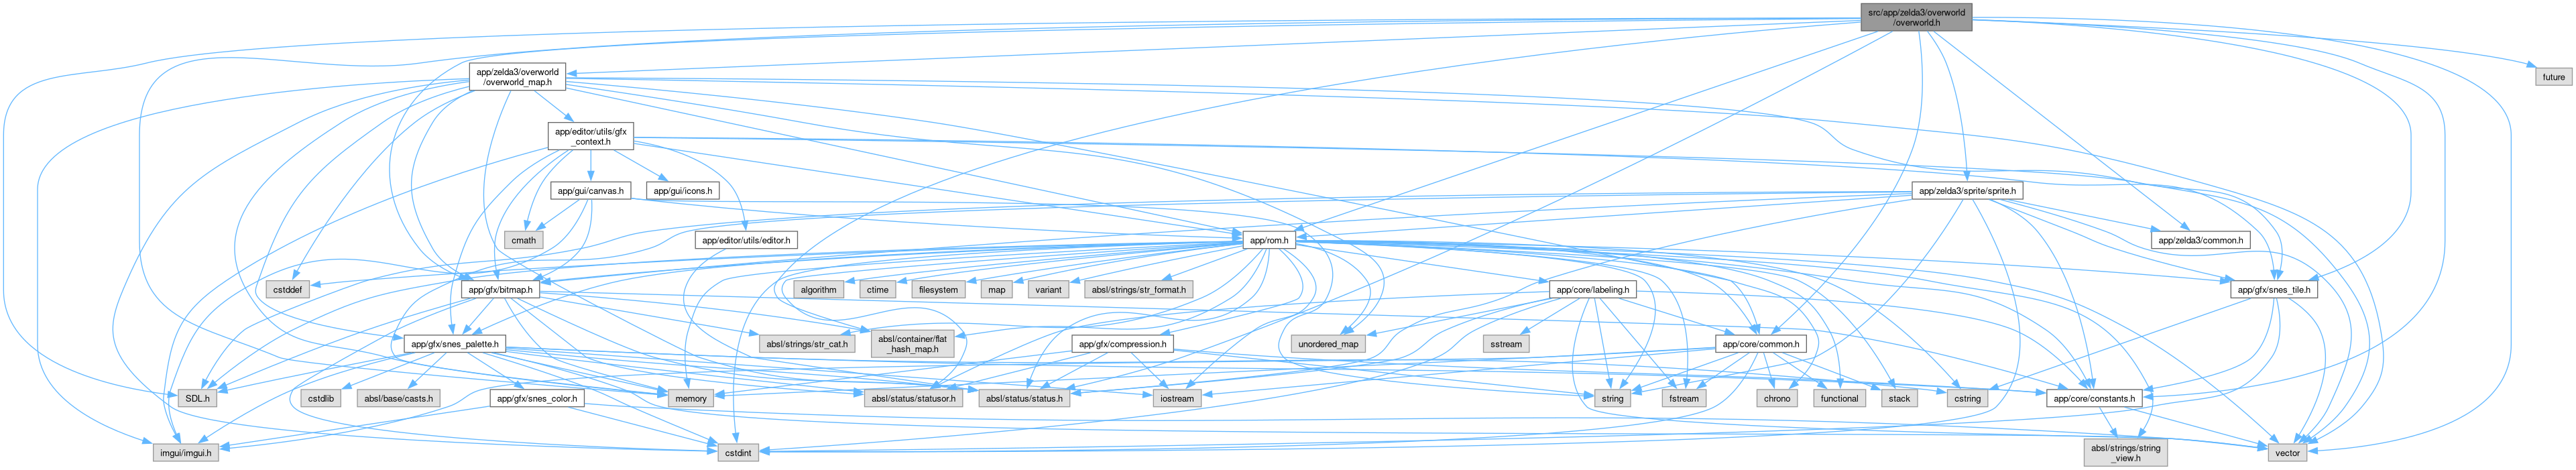 src/app/zelda3/overworld
/overworld.h
app/zelda3/overworld
/overworld_map.h
future
app/editor/utils/gfx
_context.h
app/gui/canvas.h
app/gui/icons.h
app/zelda3/sprite/sprite.h
cmath
app/editor/utils/editor.h
app/rom.h
app/zelda3/common.h
cstddef
app/gfx/bitmap.h
algorithm
ctime
filesystem
map
variant
absl/strings/str_format.h
app/core/labeling.h
app/gfx/snes_tile.h
app/gfx/snes_palette.h
absl/strings/str_cat.h
absl/container/flat
_hash_map.h
app/gfx/compression.h
unordered_map
sstream
app/core/common.h
SDL.h
cstdlib
absl/base/casts.h
app/gfx/snes_color.h
memory
absl/status/statusor.h
absl/status/status.h
iostream
string
fstream
chrono
functional
stack
cstring
app/core/constants.h
imgui/imgui.h
cstdint
absl/strings/string
_view.h
vector